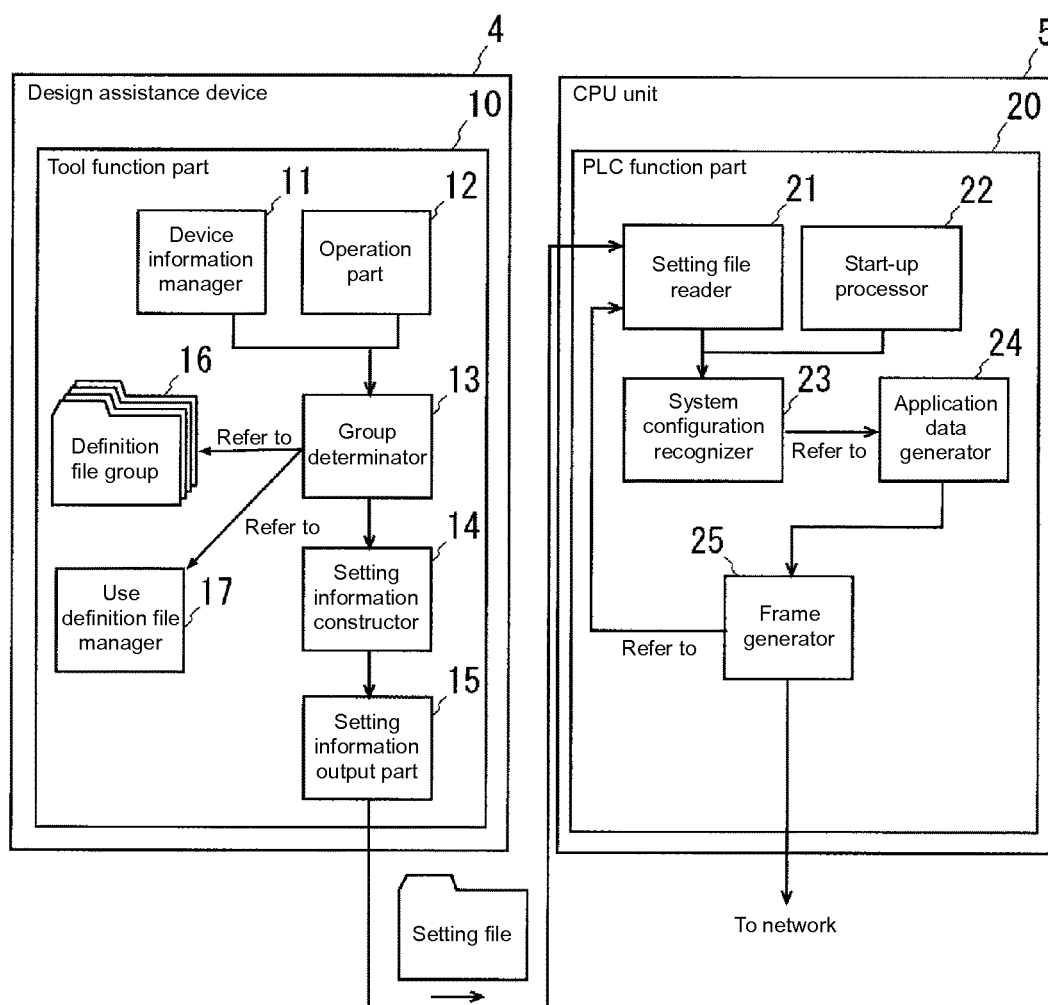 4
5
Design assistance device
CPU unit
10
20
Tool function part
PLC function part
11
12
21
22
Device
information
manager
Operation
part
Setting file
reader
Start-up
processor
16
13
23
24
Definition
file group
Refer to
Group
determinator
System
configuration
recognizer
Refer to
Application
data
generator
Refer to
14
25
Use
definition file
manager
17
Setting
information
constructor
Refer to
Frame
generator
15
Setting
information
output part
Setting file
To network